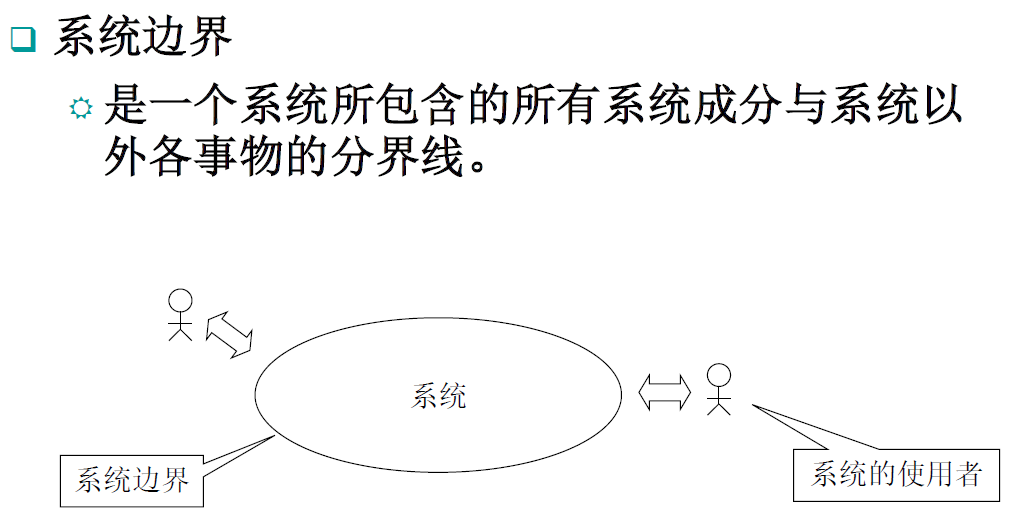 系统边界
是一个系统所包含的所有系统成分与系统以
外各事物的分界线。
系统
系统边界
系统的使用者